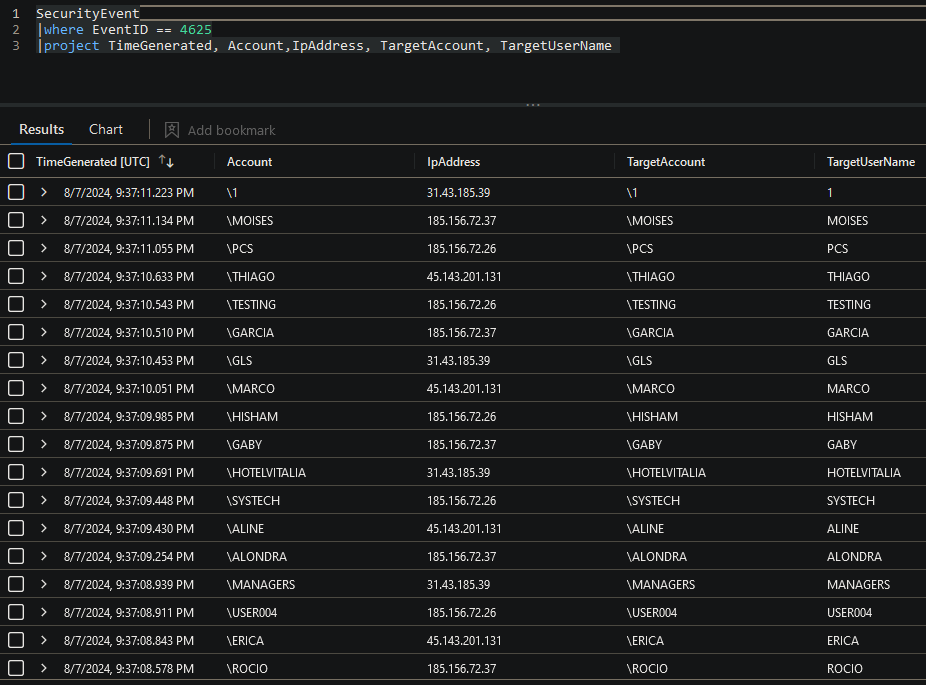 1 SecurityEvent
2 |where EventID == 4625
3 |project TimeGenerated, Account,IpAddress, TargetAccount, TargetUserName
Results Chart Add bookmark
TimeGenerated [UTC] Account IpAddress TargetAccount TargetUserName
8/7/2024, 9:37:11.223 PM \1 31.43.185.39 \1 1
8/7/2024, 9:37:11.134 PM \MOISES 185.156.72.37 \MOISES MOISES
8/7/2024, 9:37:11.055 PM \PCS 185.156.72.26 \PCS PCS
8/7/2024, 9:37:10.633 PM \THIAGO 45.143.201.131 \THIAGO THIAGO
8/7/2024, 9:37:10.543 PM \TESTING 185.156.72.26 \TESTING TESTING
8/7/2024, 9:37:10.510 PM \GARCIA 185.156.72.37 \GARCIA GARCIA
8/7/2024, 9:37:10.453 PM \GLS 31.43.185.39 \GLS GLS
8/7/2024, 9:37:10.051 PM \MARCO 45.143.201.131 \MARCO MARCO
8/7/2024, 9:37:09.985 PM \HISHAM 185.156.72.26 \HISHAM HISHAM
8/7/2024, 9:37:09.875 PM \GABY 185.156.72.37 \GABY GABY
8/7/2024, 9:37:09.691 PM \HOTELVITALIA 31.43.185.39 \HOTELVITALIA HOTELVITALIA
8/7/2024, 9:37:09.448 PM \SYSTECH 185.156.72.26 \SYSTECH SYSTECH
8/7/2024, 9:37:09.430 PM \ALINE 45.143.201.131 \ALINE ALINE
8/7/2024, 9:37:09.254 PM \ALONDRA 185.156.72.37 \ALONDRA ALONDRA
8/7/2024, 9:37:08.939 PM \MANAGERS 31.43.185.39 \MANAGERS MANAGERS
8/7/2024, 9:37:08.911 PM \USER004 185.156.72.26 \USER004 USER004
8/7/2024, 9:37:08.843 PM \ERICA 45.143.201.131 \ERICA ERICA
8/7/2024, 9:37:08.578 PM \ROCIO 185.156.72.37 \ROCIO ROCIO